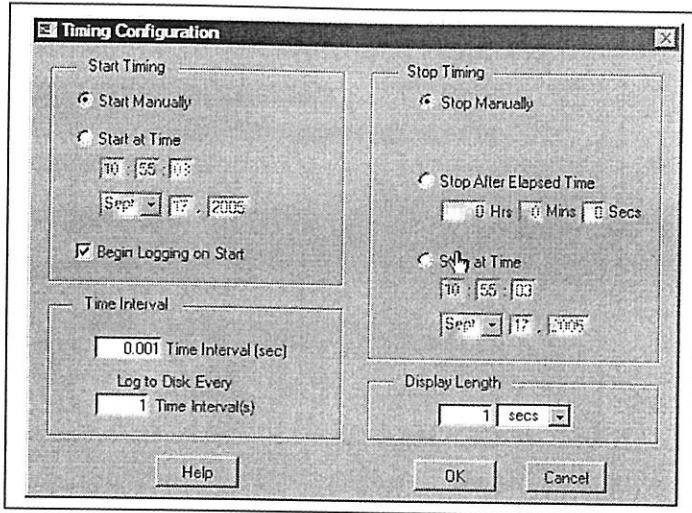 Timing Configuration
Start Timing
Start Manually
Start at Time
10 : 55 : 03
Sept 17 , 2005
Begin Logging on Start
Time Interval
0.001 Time Interval (sec)
Log to Disk Every
1 Time Interval(s)
Help
Stop Timing
Stop Manually
Stop After Elapsed Time
0 Hrs 0 Mins 0 Secs
at Time
10 : 55 : 03
Sept 17 , 2005
Display Length
1 secs
OK
Cancel